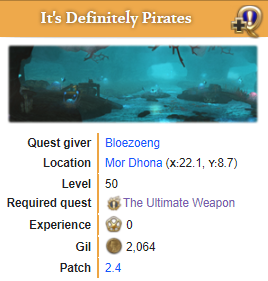 It's Definitely Pirates
Quest giver Bloezoeng
Location Mor Dhona (X:22.1, Y:8.7)
Level 50
Required quest The Ultimate Weapon
Experience 0
Gil 2,064
Patch 2.4